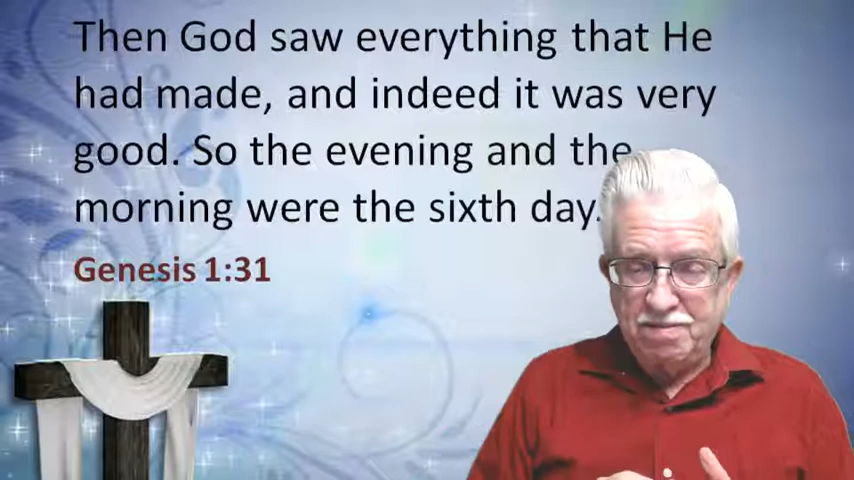 Then God saw everything that He
had made, and indeed it was very
good. So the evening and the
morning were the sixth day.
Genesis 1:31